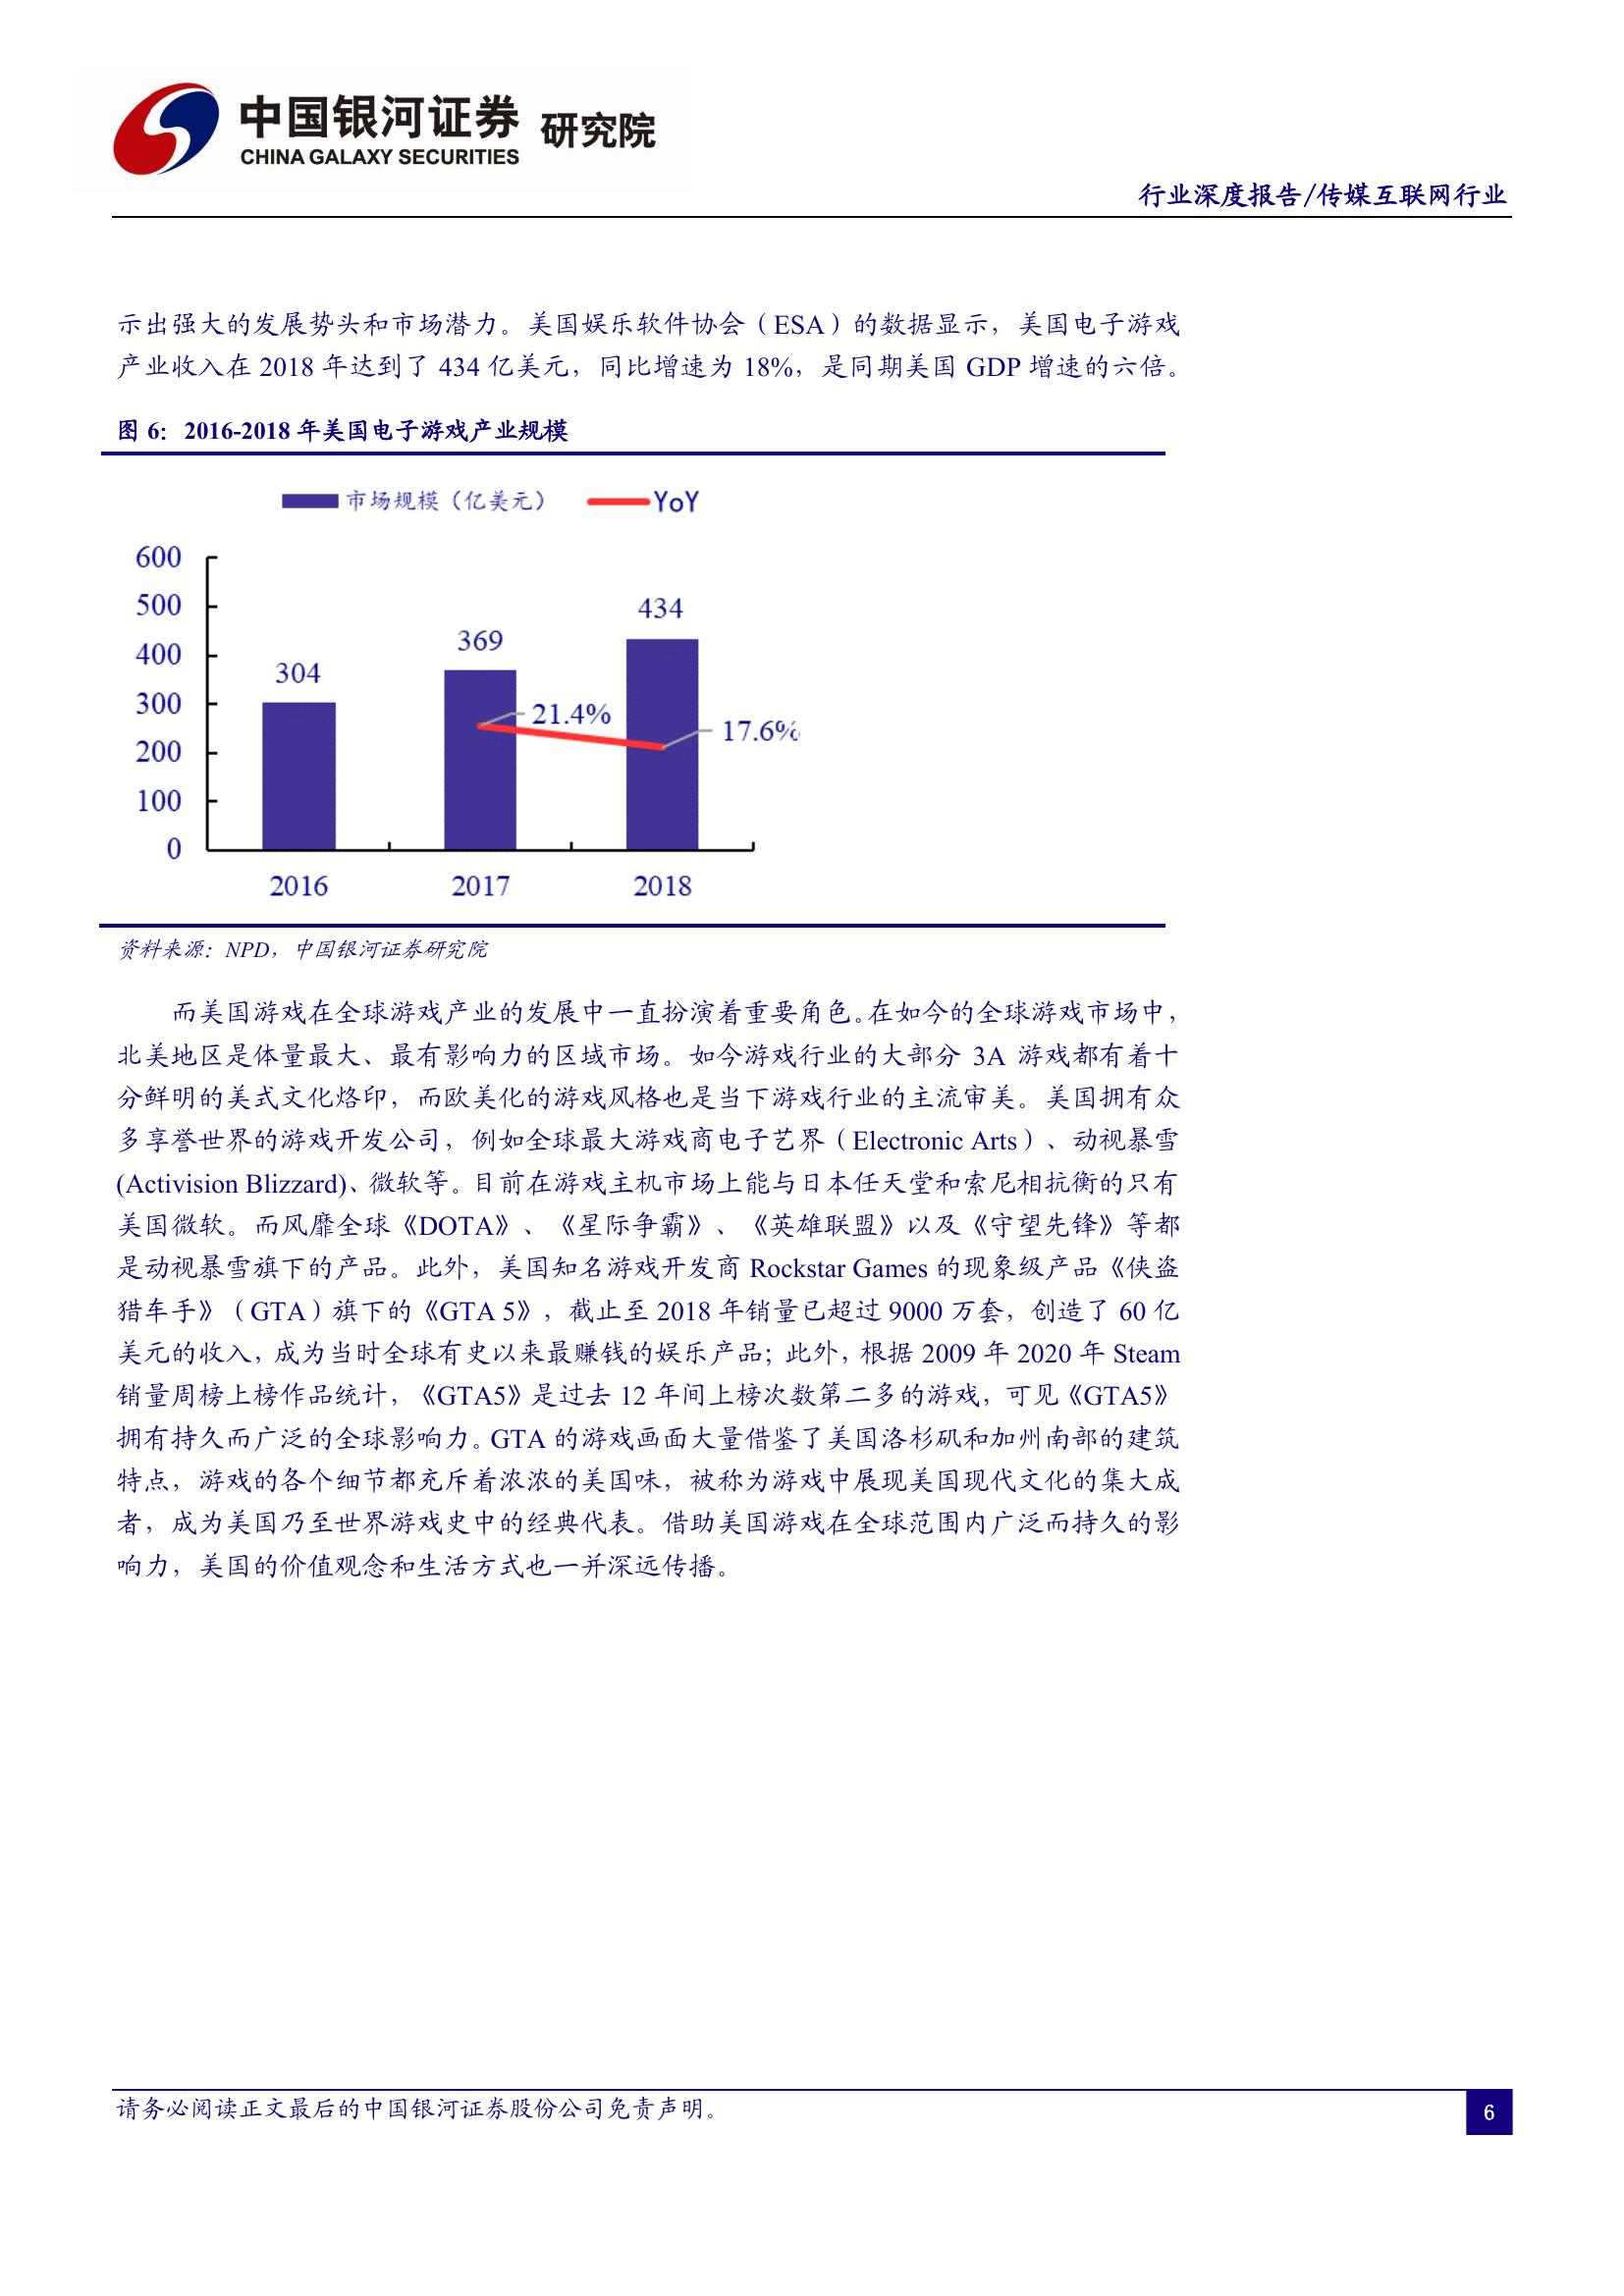 中国银河证券 研究院
CHINA GALAXY SECURITIES
行业深度报告/传媒互联网行业
示出强大的发展势头和市场潜力。美国娱乐软件协会（ESA）的数据显示，美国电子游戏
产业收入在 2018 年达到了 434 亿美元，同比增速为 18%，是同期美国 GDP 增速的六倍。
图 6：2016-2018 年美国电子游戏产业规模
市场规模（亿美元） YoY
600
500
400
300
200
100
0
304
369
434
21.4%
17.6%
2016 2017 2018
资料来源：NPD，中国银河证券研究院
而美国游戏在全球游戏产业的发展中一直扮演着重要角色。在如今的全球游戏市场中，
北美地区是体量最大、最有影响力的区域市场。如今游戏行业的大部分 3A 游戏都有着十
分鲜明的美式文化烙印，而欧美化的游戏风格也是当下游戏行业的主流审美。美国拥有众
多享誉世界的游戏开发公司，例如全球最大游戏商电子艺界（Electronic Arts）、动视暴雪
(Activision Blizzard)、微软等。目前在游戏主机市场上能与日本任天堂和索尼相抗衡的只有
美国微软。而风靡全球《DOTA》、《星际争霸》、《英雄联盟》以及《守望先锋》等都
是动视暴雪旗下的产品。此外，美国知名游戏开发商 Rockstar Games 的现象级产品《侠盗
猎车手》（GTA）旗下的《GTA 5》，截止至 2018 年销量已超过 9000 万套，创造了 60 亿
美元的收入，成为当时全球有史以来最赚钱的娱乐产品；此外，根据 2009 年 2020 年 Steam
销量周榜上榜作品统计，《GTA5》是过去 12 年间上榜次数第二多的游戏，可见《GTA5》
拥有持久而广泛的全球影响力。GTA 的游戏画面大量借鉴了美国洛杉矶和加州南部的建筑
特点，游戏的各个细节都充斥着浓浓的美国味，被称为游戏中展现美国现代文化的集大成
者，成为美国乃至世界游戏史中的经典代表。借助美国游戏在全球范围内广泛而持久的影
响力，美国的价值观念和生活方式也一并深远传播。
请务必阅读正文最后的中国银河证券股份公司免责声明。
6